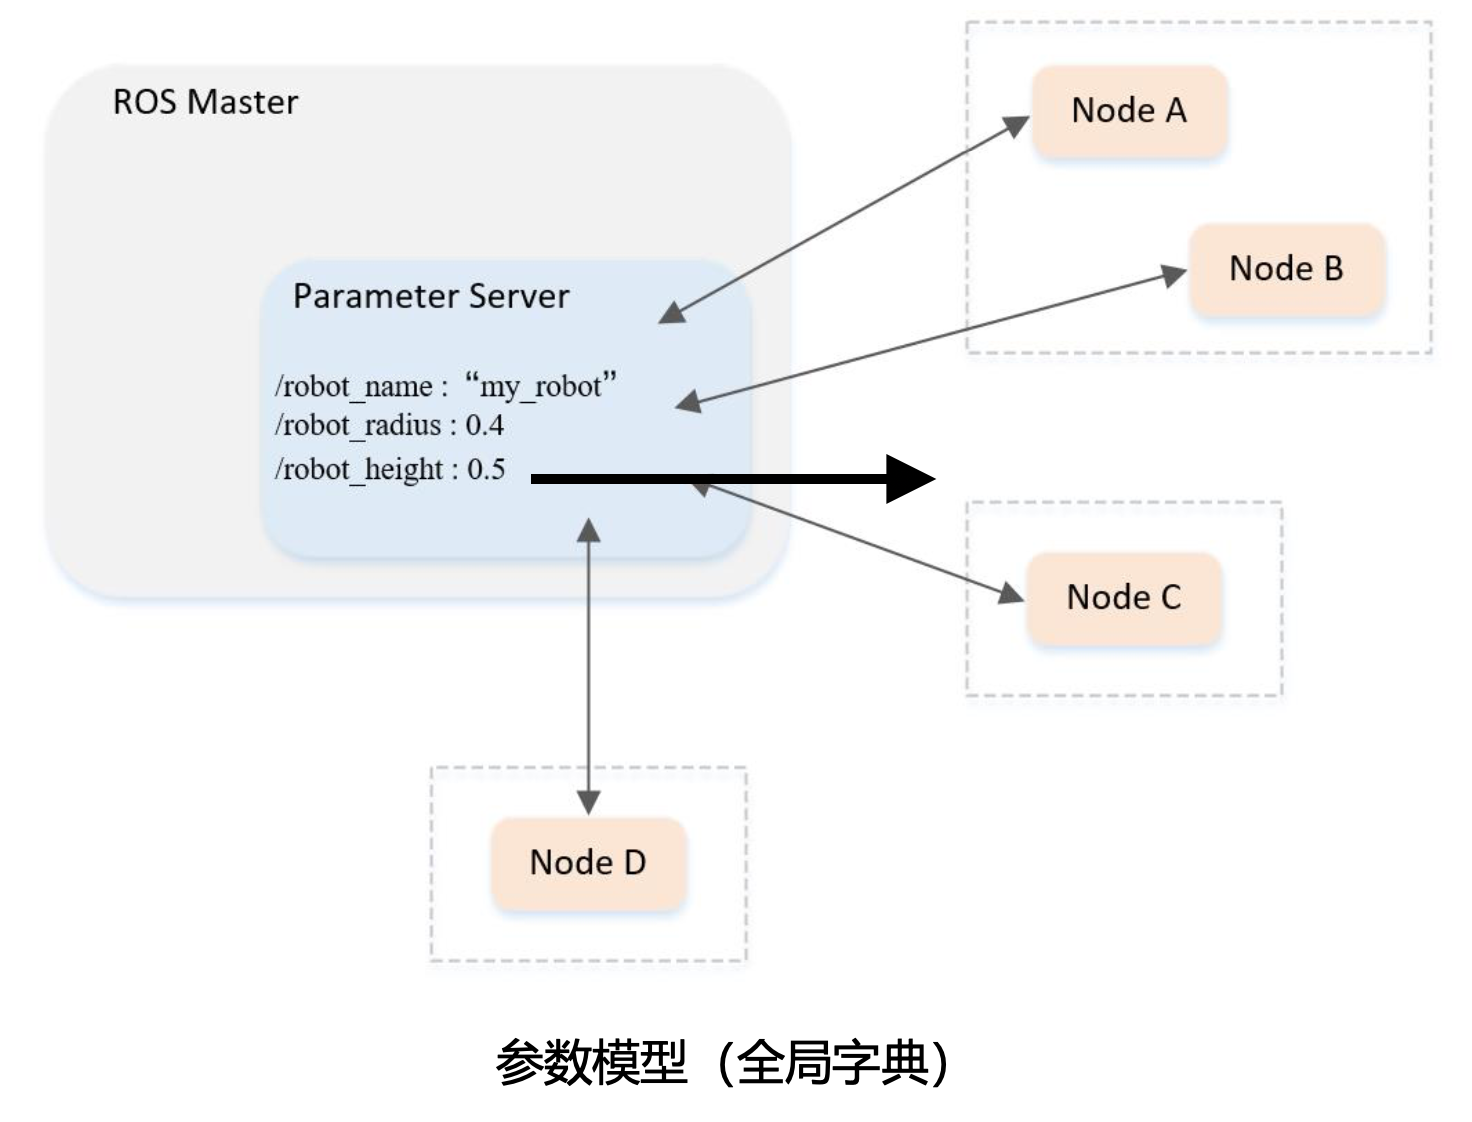 ROS Master
Parameter Server
/robot_name : “my_robot”
/robot_radius : 0.4
/robot_height : 0.5
Node A
Node B
Node C
Node D
参数模型（全局字典）